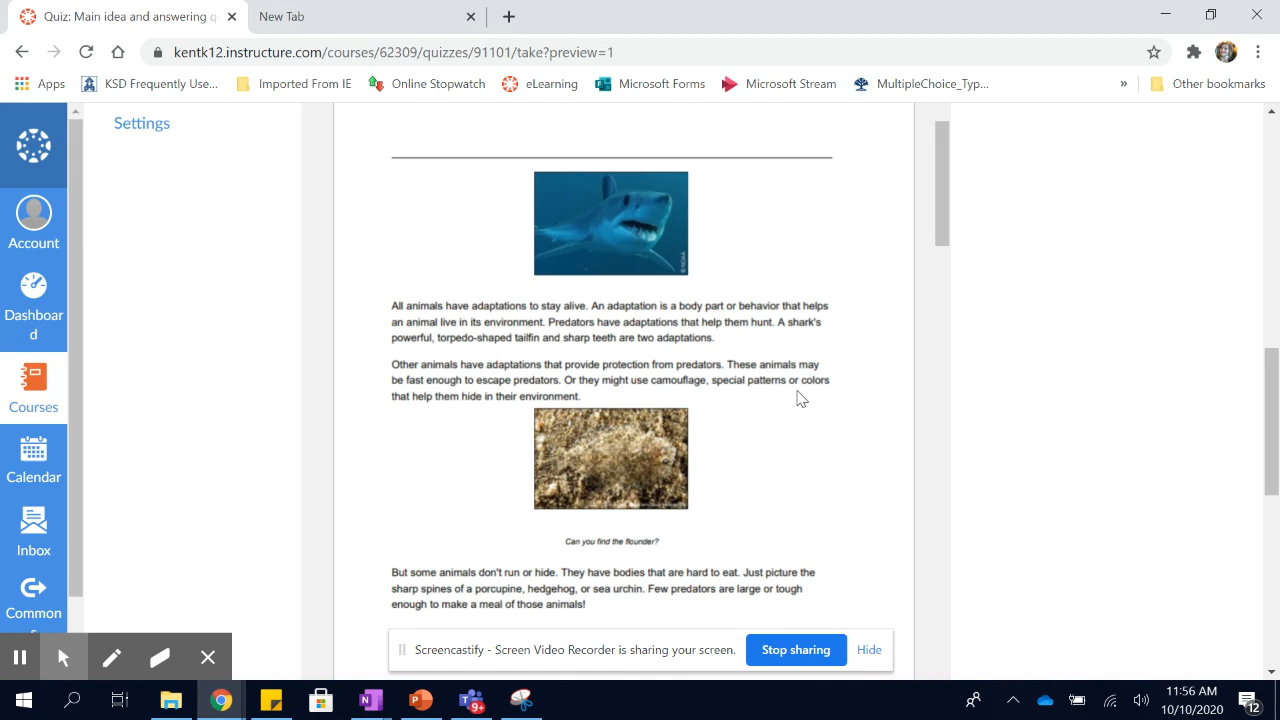 Quiz: Main idea and answering q
New Tab
kentk12.instructure.com/courses/62309/quizzes/91101/take?preview=1
Apps
KSD Frequently Use...
Imported From IE
Online Stopwatch
eLearning
Microsoft Forms
Microsoft Stream
MultipleChoice_Typ...
»
Other bookmarks
Settings
Account
Dashboar
d
Courses
Calendar
Inbox
Common
© NOAA
All animals have adaptations to stay alive. An adaptation is a body part or behavior that helps
an animal live in its environment. Predators have adaptations that help them hunt. A shark's
powerful, torpedo-shaped tailfin and sharp teeth are two adaptations.
Other animals have adaptations that provide protection from predators. These animals may
be fast enough to escape predators. Or they might use camouflage, special patterns or colors
that help them hide in their environment.
Can you find the flounder?
But some animals don't run or hide. They have bodies that are hard to eat. Just picture the
sharp spines of a porcupine, hedgehog, or sea urchin. Few predators are large or tough
enough to make a meal of those animals!
Screencastify - Screen Video Recorder is sharing your screen.
Stop sharing
Hide
9+
11:56 AM
10/10/2020
12